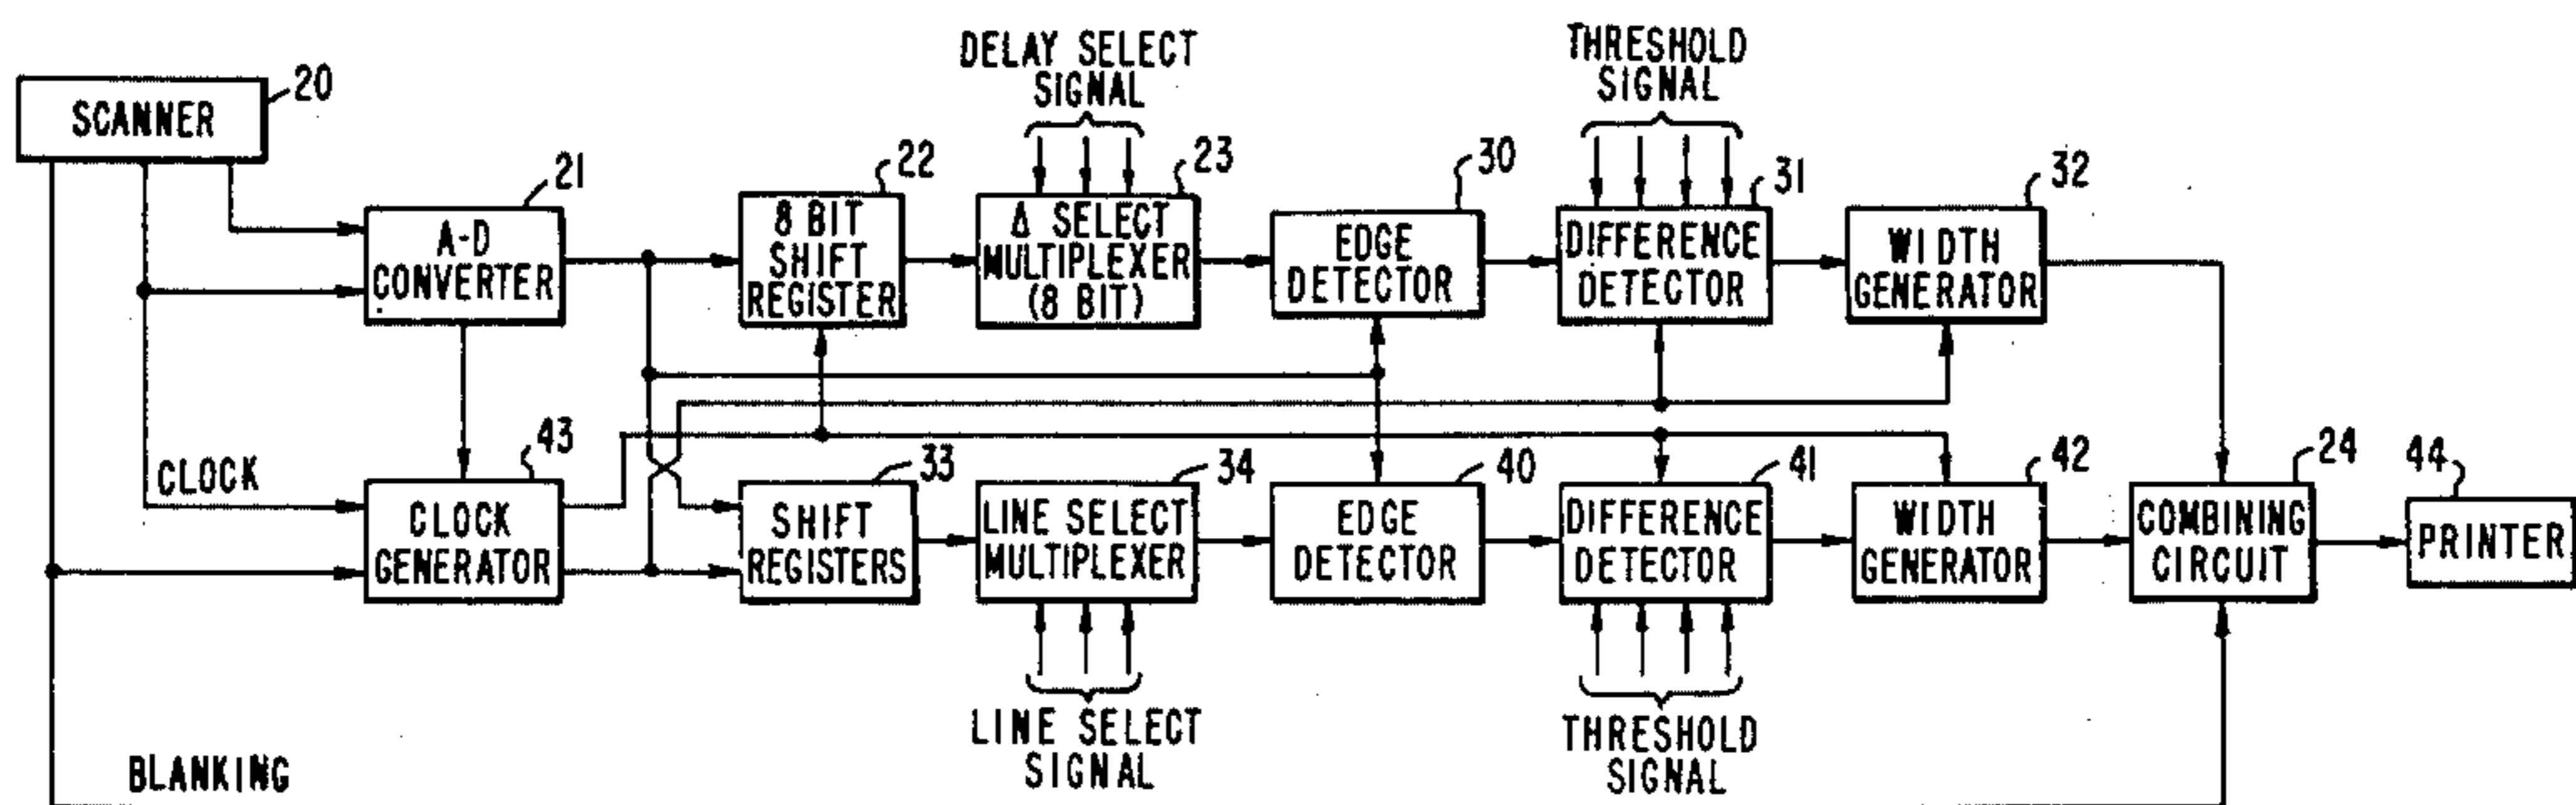 DELAY SELECT
SIGNAL
THRESHOLD
SIGNAL
SCANNER
20
21
22
23
30
31
32
A-D
CONVERTER
8 BIT
SHIFT
REGISTER
Δ SELECT
MULTIPLEXER
(8 BIT)
EDGE
DETECTOR
DIFFERENCE
DETECTOR
WIDTH
GENERATOR
CLOCK
43
33
34
40
41
42
24
44
CLOCK
GENERATOR
SHIFT
REGISTERS
LINE SELECT
MULTIPLEXER
EDGE
DETECTOR
DIFFERENCE
DETECTOR
WIDTH
GENERATOR
COMBINING
CIRCUIT
PRINTER
LINE SELECT
SIGNAL
THRESHOLD
SIGNAL
BLANKING